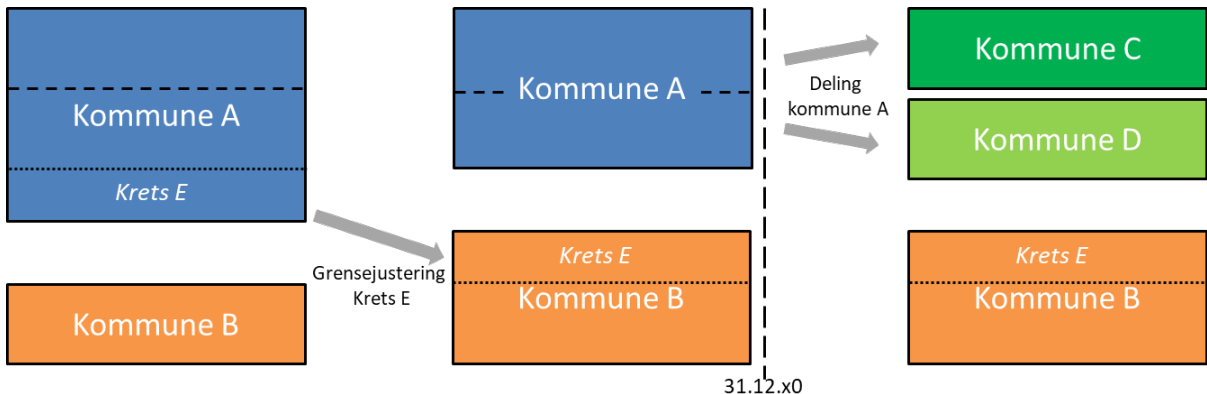 Kommune A
Krets E
Kommune B
Grensejustering
Krets E
Kommune A
Krets E
Kommune B
31.12.x0
Deling
kommune A
Kommune C
Kommune D
Krets E
Kommune B